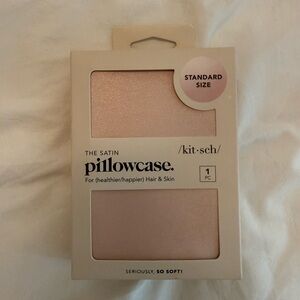 STANDARD
SIZE
THE SATIN
pillowcase.
For (healthier/happier) Hair & Skin
/kit•sch/
1
PC
SERIOUSLY, SO SOFT!